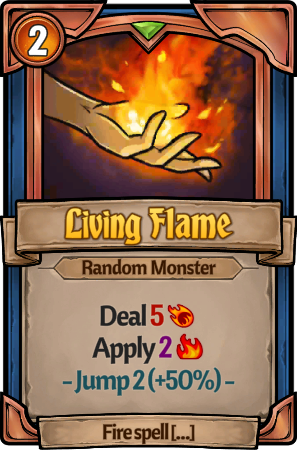 2
Living Flame
Random Monster
Deal 5
Apply 2
- Jump 2 (+50%) -
Fire spell [...]